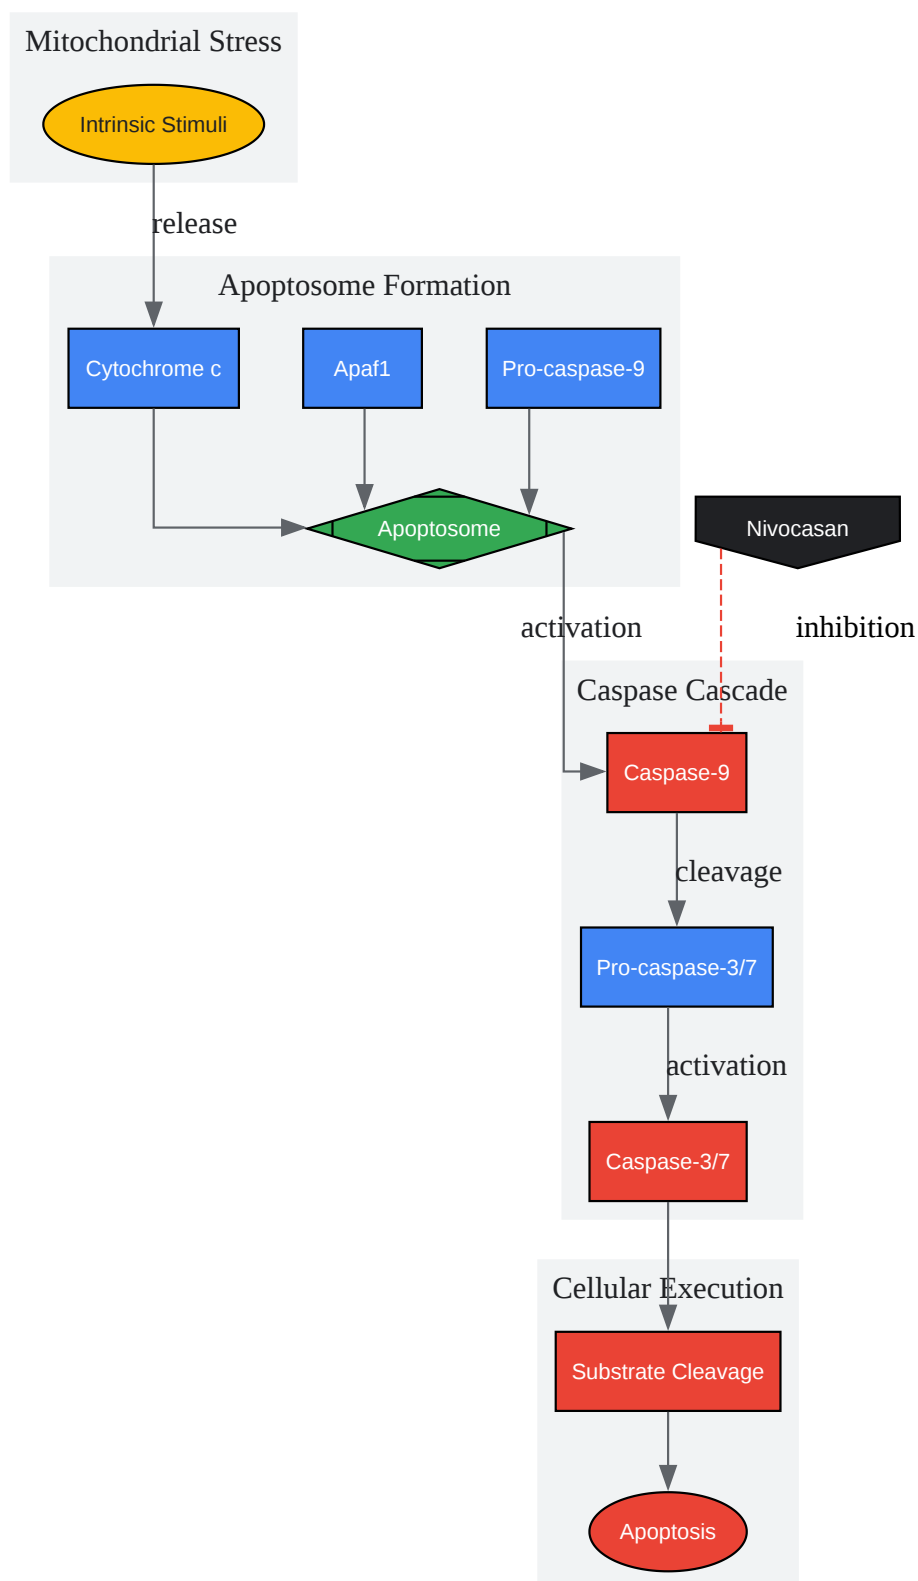 Mitochondrial Stress
Intrinsic Stimuli
release
Apoptosome Formation
Cytochrome c
Apaf1
Pro-caspase-9
Apoptosome
Nivocasan
activation
inhibition
Caspase Cascade
Caspase-9
cleavage
Pro-caspase-3/7
activation
Caspase-3/7
Cellular Execution
Substrate Cleavage
Apoptosis